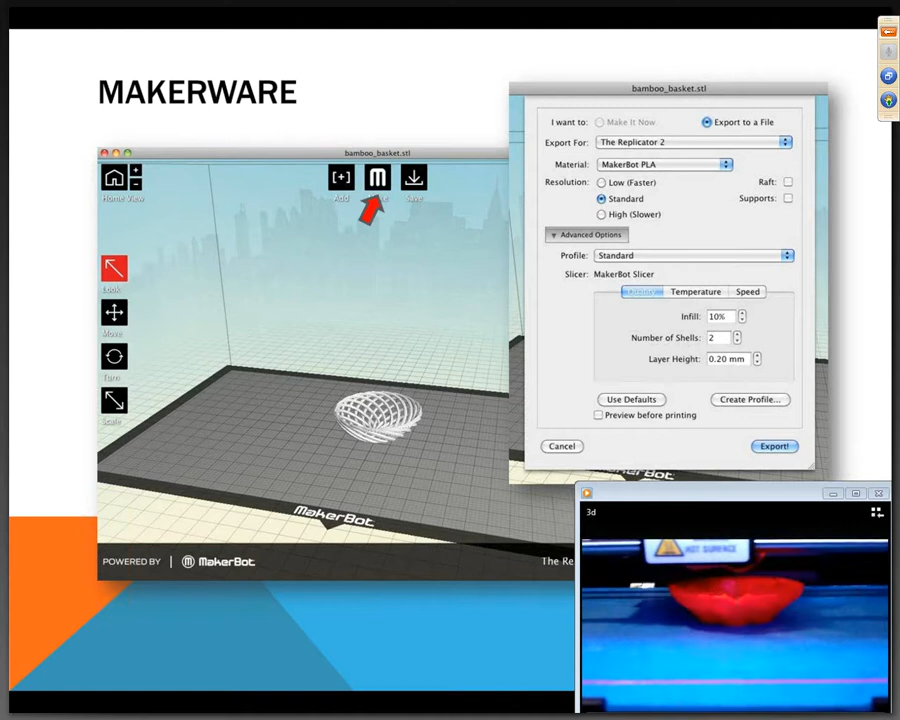 MAKERWARE
bamboo_basket.stl
Home View
+
-
[+]
Add
M
Save
Look
Move
Turn
Scale
MakerBot
POWERED BY | MakerBot
The Re
bamboo_basket.stl
I want to: Make It Now Export to a File
Export For: The Replicator 2
Material: MakerBot PLA
Resolution: Low (Faster) Raft:
Standard Supports:
High (Slower)
Advanced Options
Profile: Standard
Slicer: MakerBot Slicer
Quality Temperature Speed
Infill: 10%
Number of Shells: 2
Layer Height: 0.20 mm
Use Defaults Create Profile...
Preview before printing
Cancel Export!
MakerBot
3d
HOT SURFACE